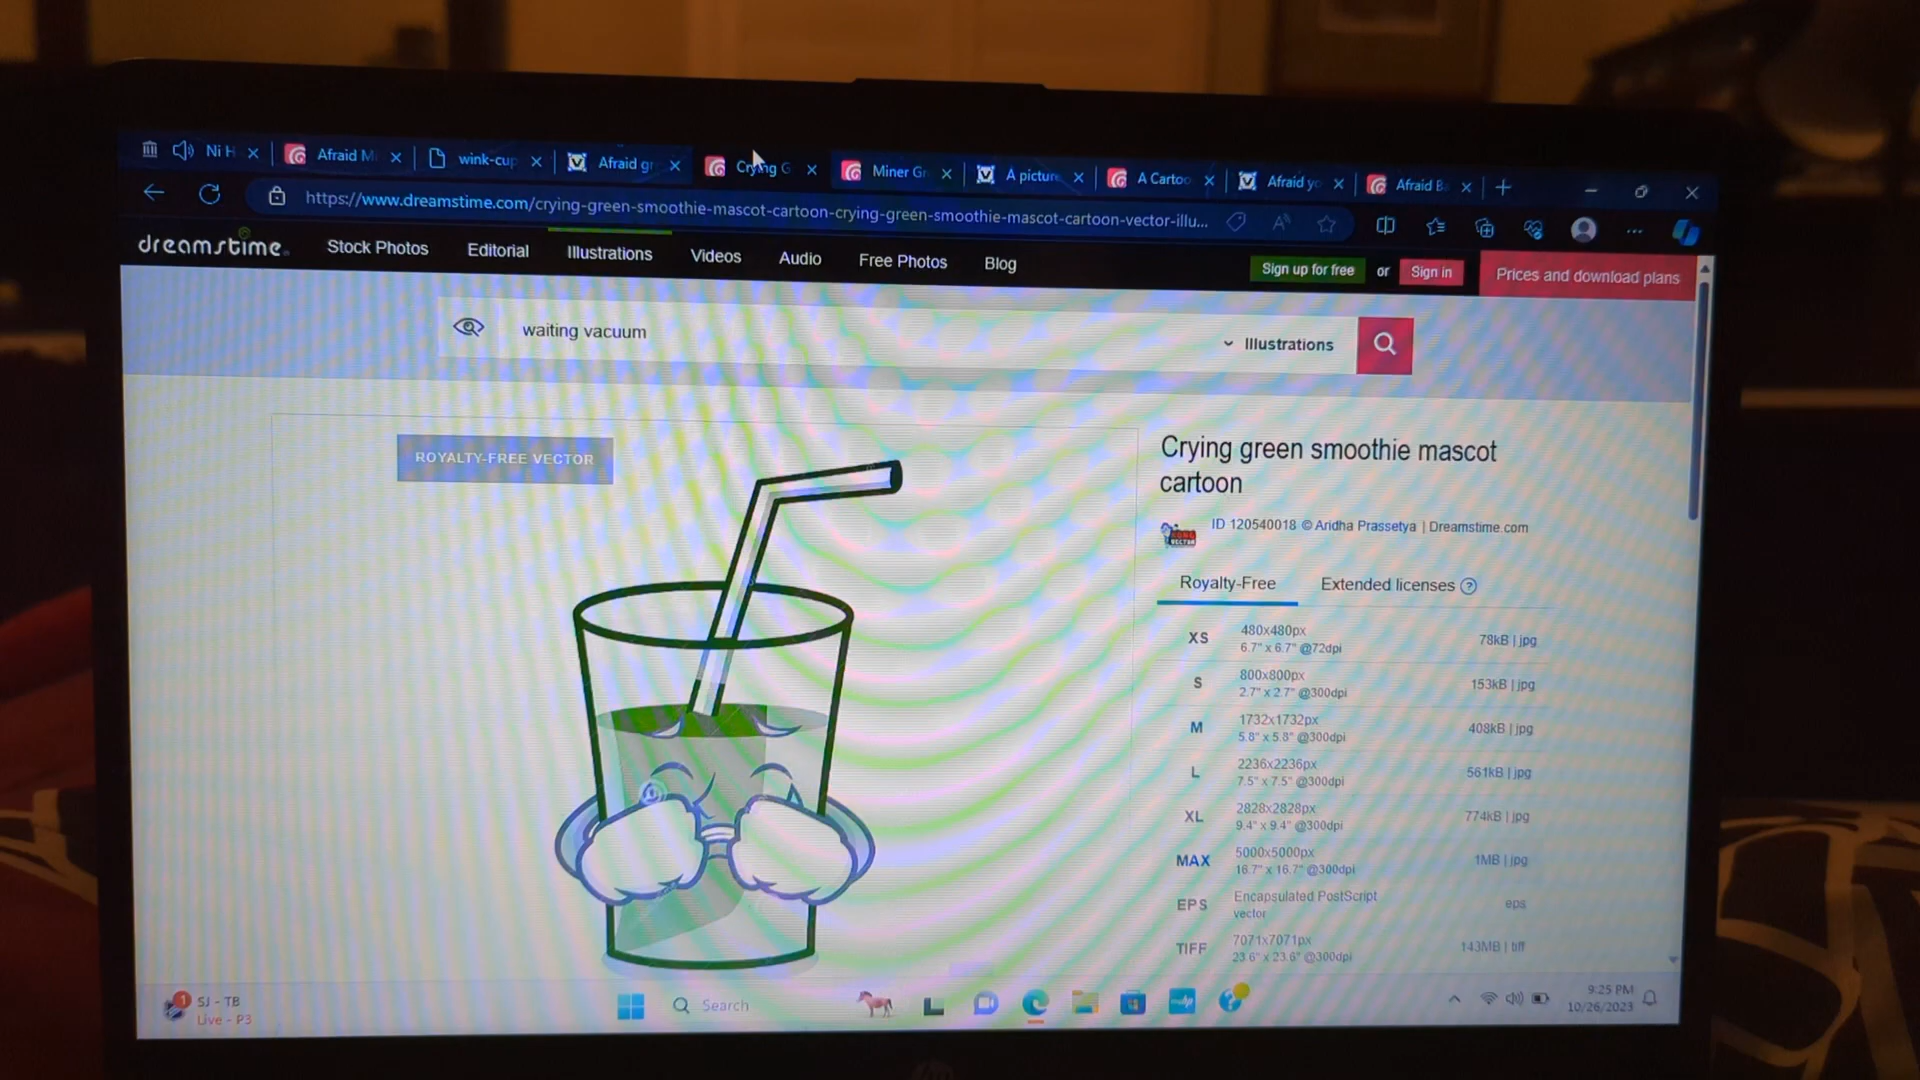 Ni H
Afraid M
wink-cup
Afraid gr
Crying G
Miner Gr
A picture
A Cartoo
Afraid yo
Afraid B
https://www.dreamstime.com/crying-green-smoothie-mascot-cartoon-crying-green-smoothie-mascot-cartoon-vector-illu...
dreamstime
Stock Photos
Editorial
Illustrations
Videos
Audio
Free Photos
Blog
Sign up for free
or
Sign in
Prices and download plans
waiting vacuum
Illustrations
ROYALTY-FREE VECTOR
Crying green smoothie mascot
cartoon
ID 120540018 © Aridha Prassetya | Dreamstime.com
Royalty-Free
Extended licenses ?
XS 480x480px 78kB | jpg
6.7" x 6.7" @72dpi
S 800x800px 153kB | jpg
2.7" x 2.7" @300dpi
M 1732x1732px 408kB | jpg
5.8" x 5.8" @300dpi
L 2236x2236px 561kB | jpg
7.5" x 7.5" @300dpi
XL 2828x2828px 774kB | jpg
9.4" x 9.4" @300dpi
MAX 5000x5000px 1MB | jpg
16.7" x 16.7" @300dpi
EPS Encapsulated PostScript eps
vector
TIFF 7071x7071px 143MB | tiff
23.6" x 23.6" @300dpi
1
SJ - TB
Live - P3
Search
9:25 PM
10/26/2023